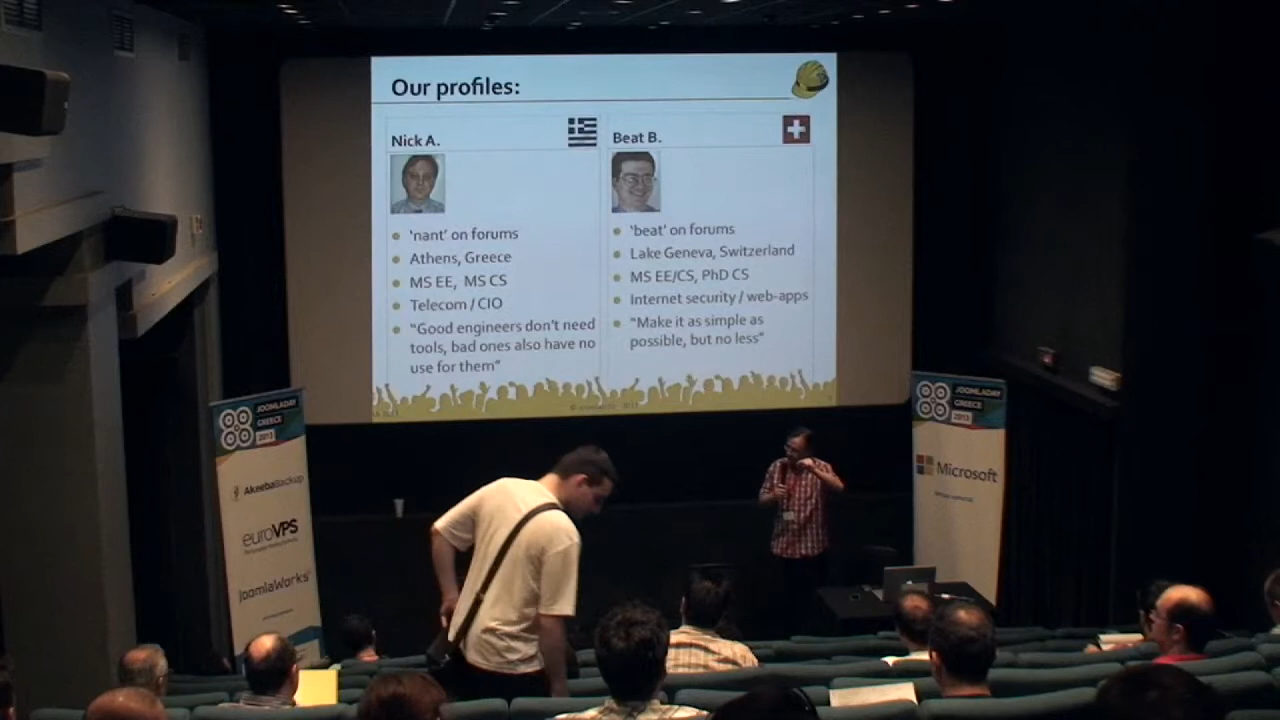 Our profiles:
Nick A.
'nant' on forums
Athens, Greece
MS EE, MS CS
Telecom / CIO
"Good engineers don't need
tools, bad ones also have no
use for them"
Beat B.
'beat' on forums
Lake Geneva, Switzerland
MS EE/CS, PhD CS
Internet security / web-apps
"Make it as simple as
possible, but no less"
JOOMLADAY
GREECE
2013
AkeebaBackup
euroVPS
JoomlaWorks
JOOMLADAY
GREECE
2013
Microsoft